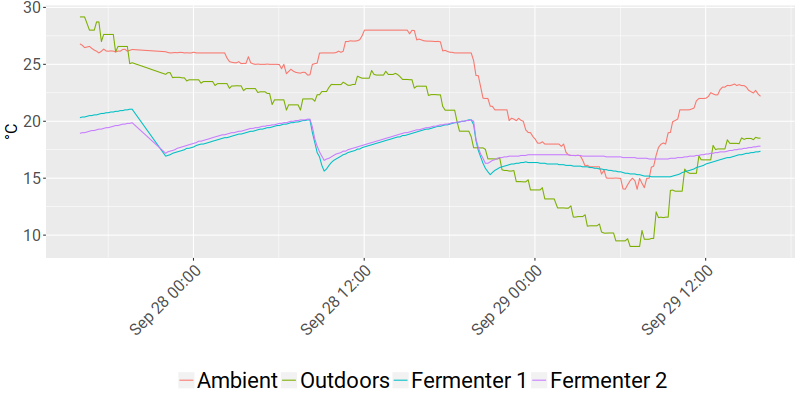 30
25
20
15
10
°C
Sep 28 00:00
Sep 28 12:00
Sep 29 00:00
Sep 29 12:00
Ambient Outdoors Fermenter 1 Fermenter 2